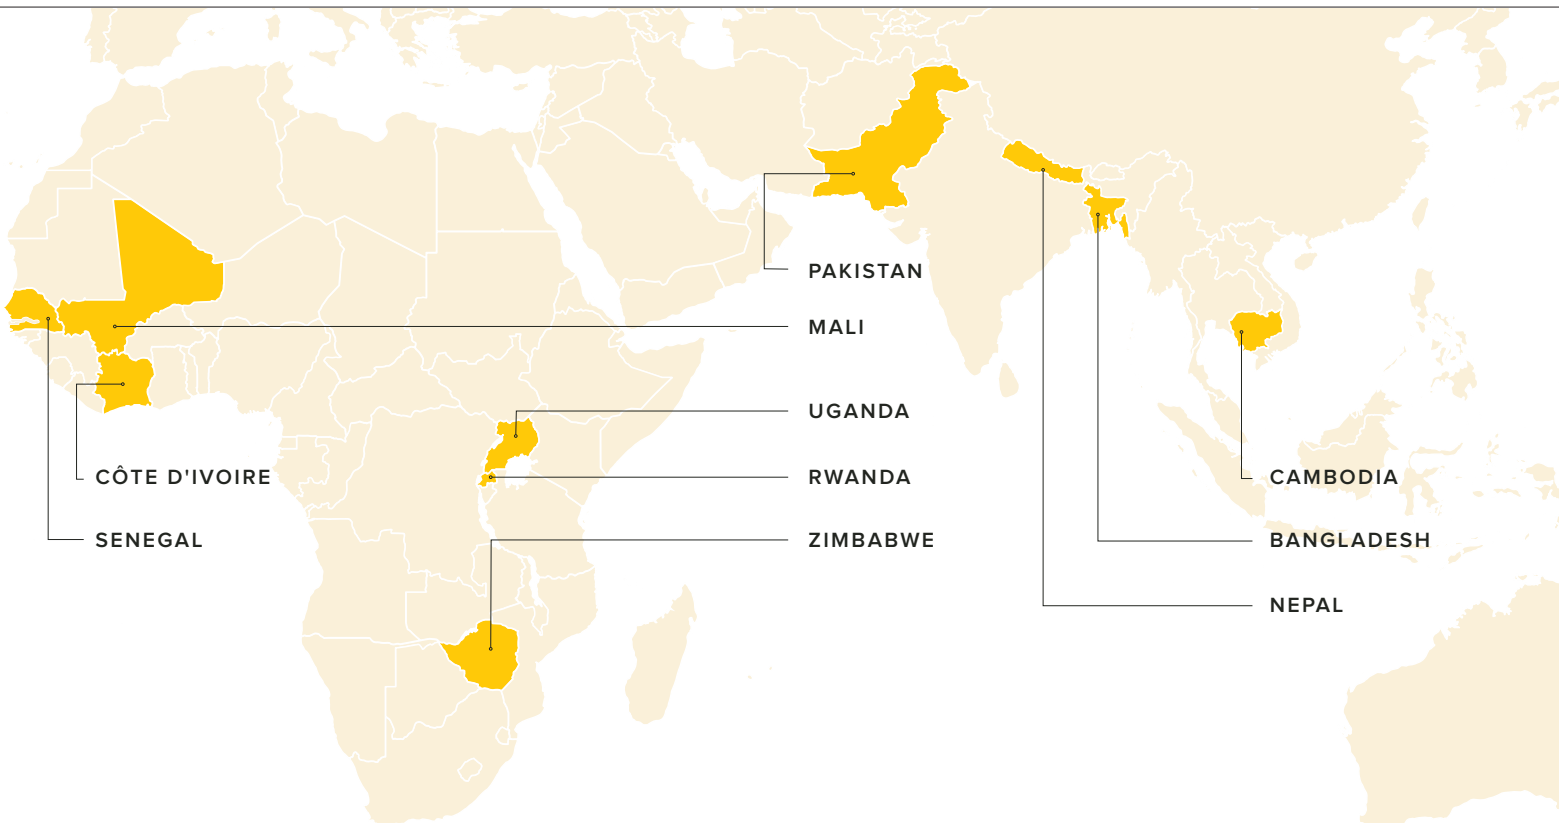 PAKISTAN
MALI
UGANDA
CÔTE D'IVOIRE
RWANDA
CAMBODIA
SENEGAL
ZIMBABWE
BANGLADESH
NEPAL